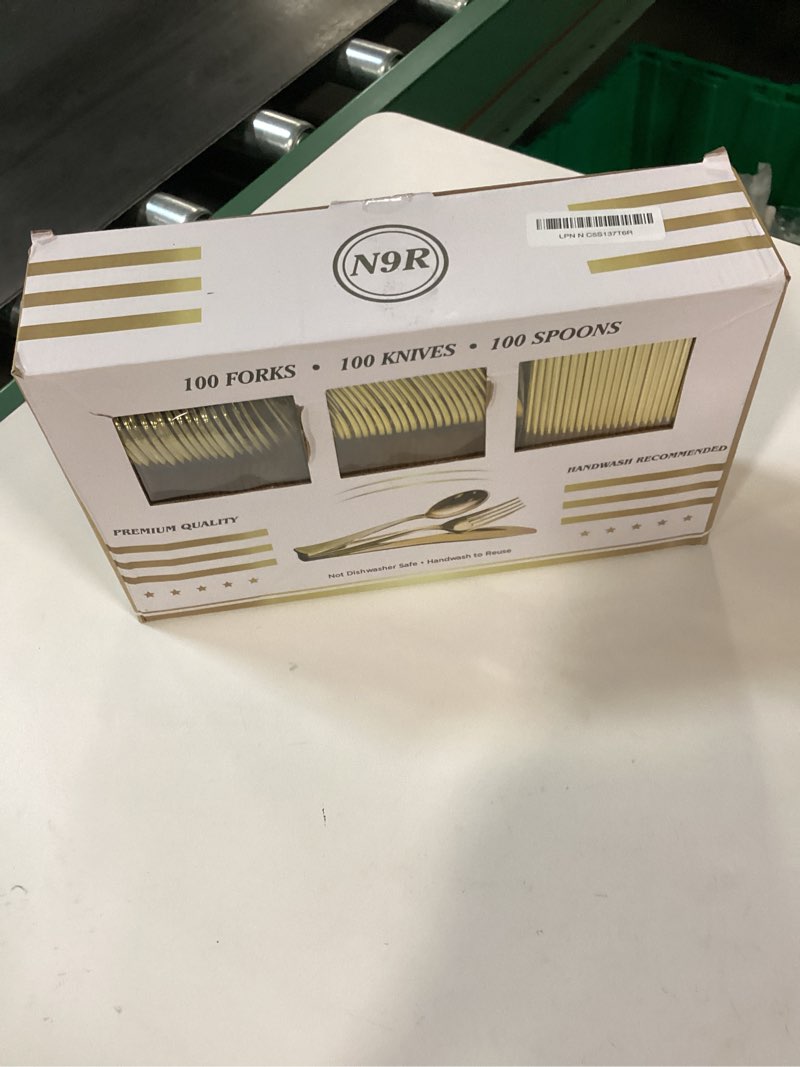 N9R
LPN N C5S137T6R
100 FORKS • 100 KNIVES • 100 SPOONS
HANDWASH RECOMMENDED
PREMIUM QUALITY
Not Dishwasher Safe • Handwash to Reuse